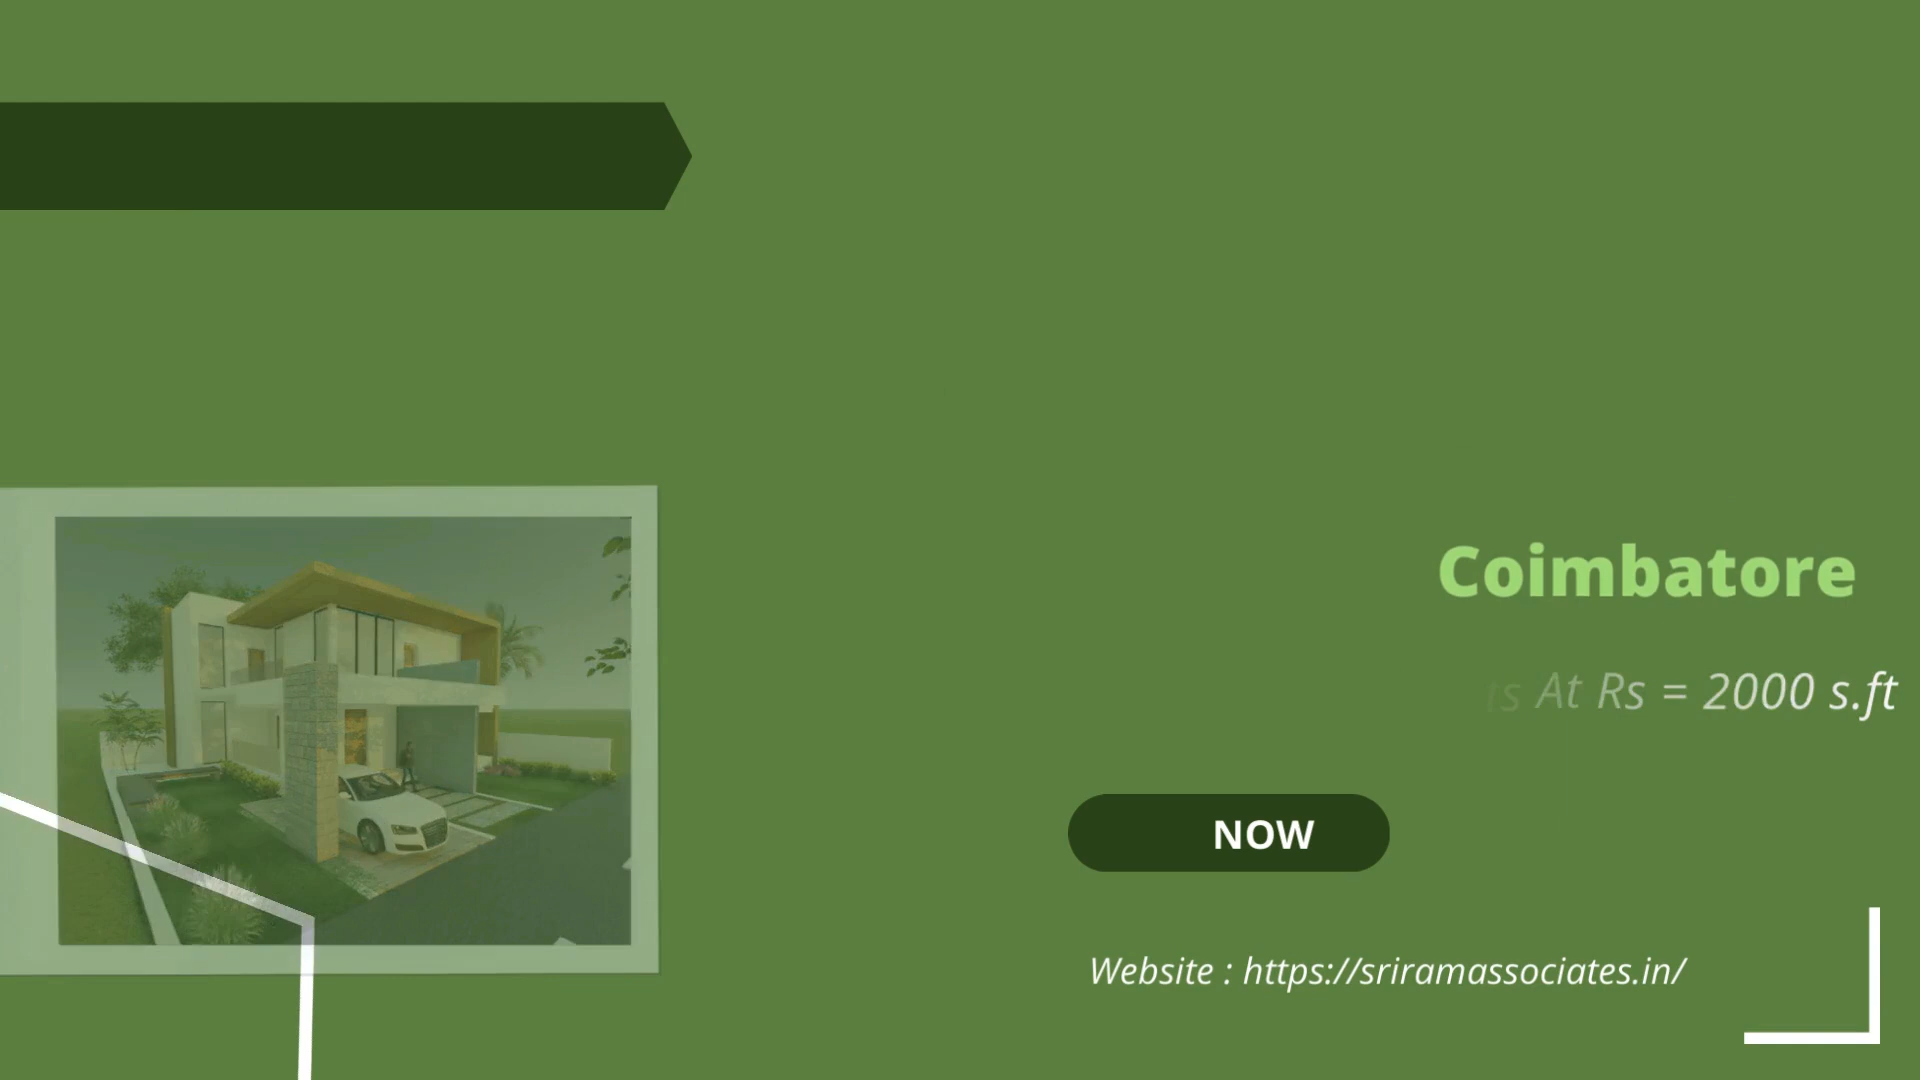 Coimbatore
At Rs = 2000 s.ft
NOW
Website : https://sriramassociates.in/